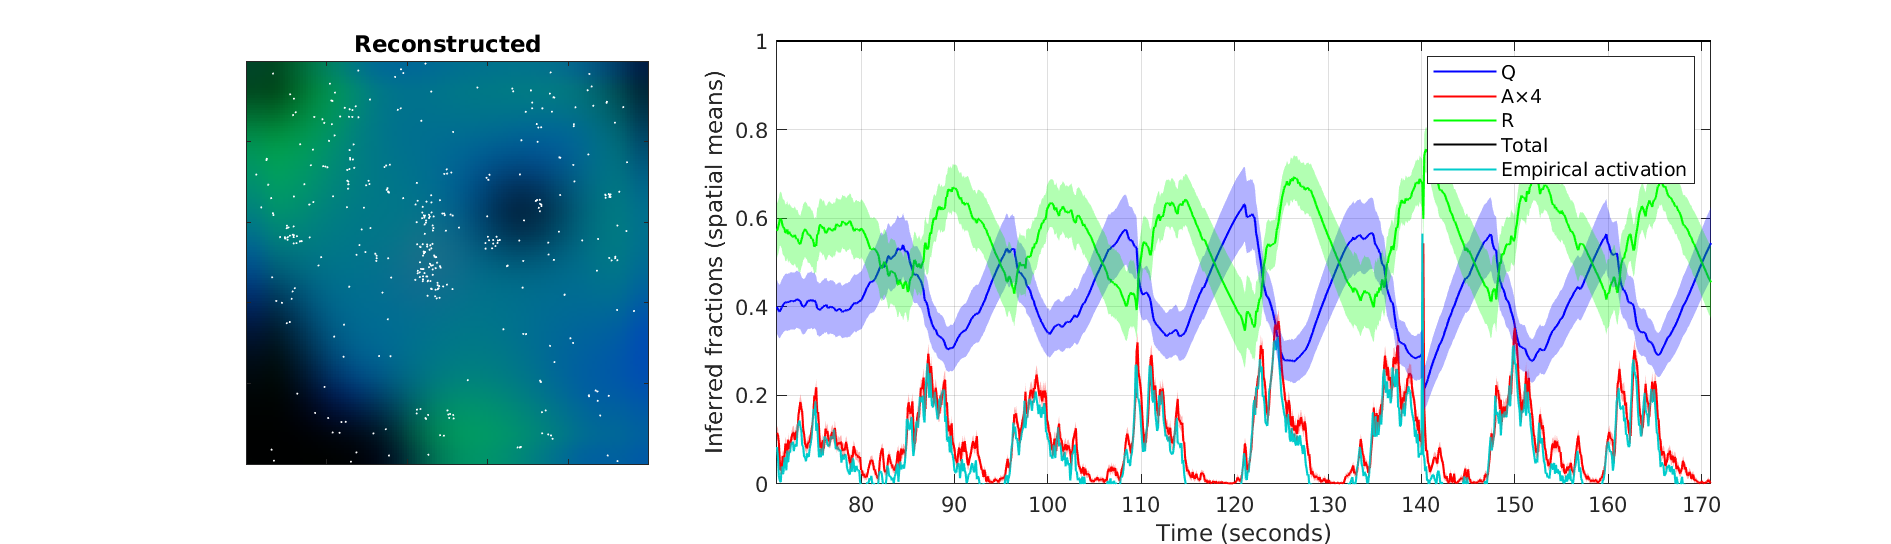 Reconstructed
Inferred fractions (spatial means)
1
0.8
0.6
0.4
0.2
0
Q
A×4
R
Total
Empirical activation
80 90 100 110 120 130 140 150 160 170
Time (seconds)